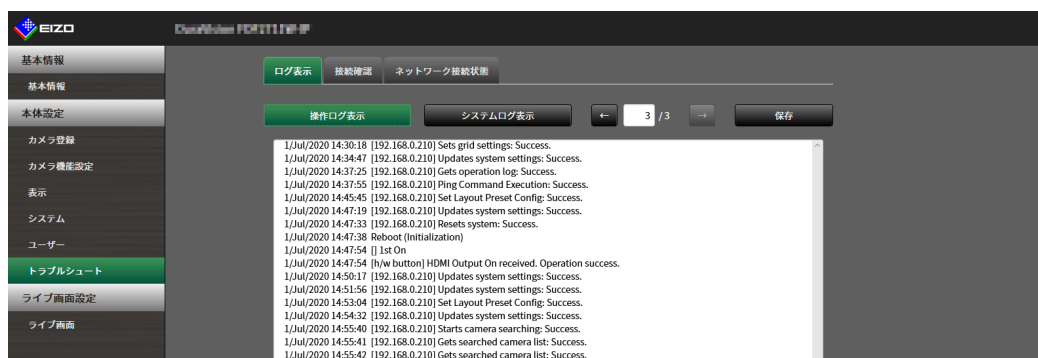 EIZO
基本情報
基本情報
本体設定
カメラ登録
カメラ機能設定
表示
システム
ユーザー
トラブルシュート
ライブ画面設定
ライブ画面
ログ表示 接続確認 ネットワーク接続状態
操作ログ表示 システムログ表示 ← 3 /3 → 保存
1/Jul/2020 14:30:18 [192.168.0.210] Sets grid settings: Success.
1/Jul/2020 14:34:47 [192.168.0.210] Updates system settings: Success.
1/Jul/2020 14:37:25 [192.168.0.210] Gets operation log: Success.
1/Jul/2020 14:37:55 [192.168.0.210] Ping Command Execution: Success.
1/Jul/2020 14:45:45 [192.168.0.210] Set Layout Preset Config: Success.
1/Jul/2020 14:47:19 [192.168.0.210] Updates system settings: Success.
1/Jul/2020 14:47:33 [192.168.0.210] Resets system: Success.
1/Jul/2020 14:47:38 Reboot (Initialization)
1/Jul/2020 14:47:54 [] 1st On
1/Jul/2020 14:47:54 [h/w button] HDMI Output On received. Operation success.
1/Jul/2020 14:50:17 [192.168.0.210] Updates system settings: Success.
1/Jul/2020 14:51:56 [192.168.0.210] Updates system settings: Success.
1/Jul/2020 14:53:04 [192.168.0.210] Set Layout Preset Config: Success.
1/Jul/2020 14:54:32 [192.168.0.210] Updates system settings: Success.
1/Jul/2020 14:55:40 [192.168.0.210] Starts camera searching: Success.
1/Jul/2020 14:55:41 [192.168.0.210] Gets searched camera list: Success.
1/Jul/2020 14:55:42 [192.168.0.210] Gets searched camera list: Success.